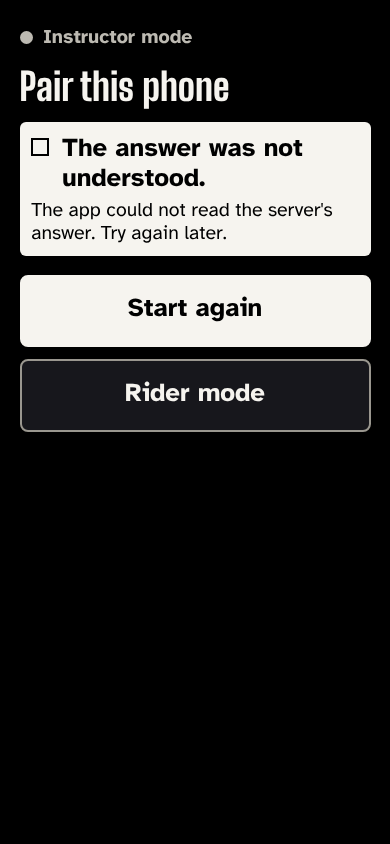 Instructor mode
Pair this phone
The answer was not
understood.
The app could not read the server's
answer. Try again later.
Start again
Rider mode